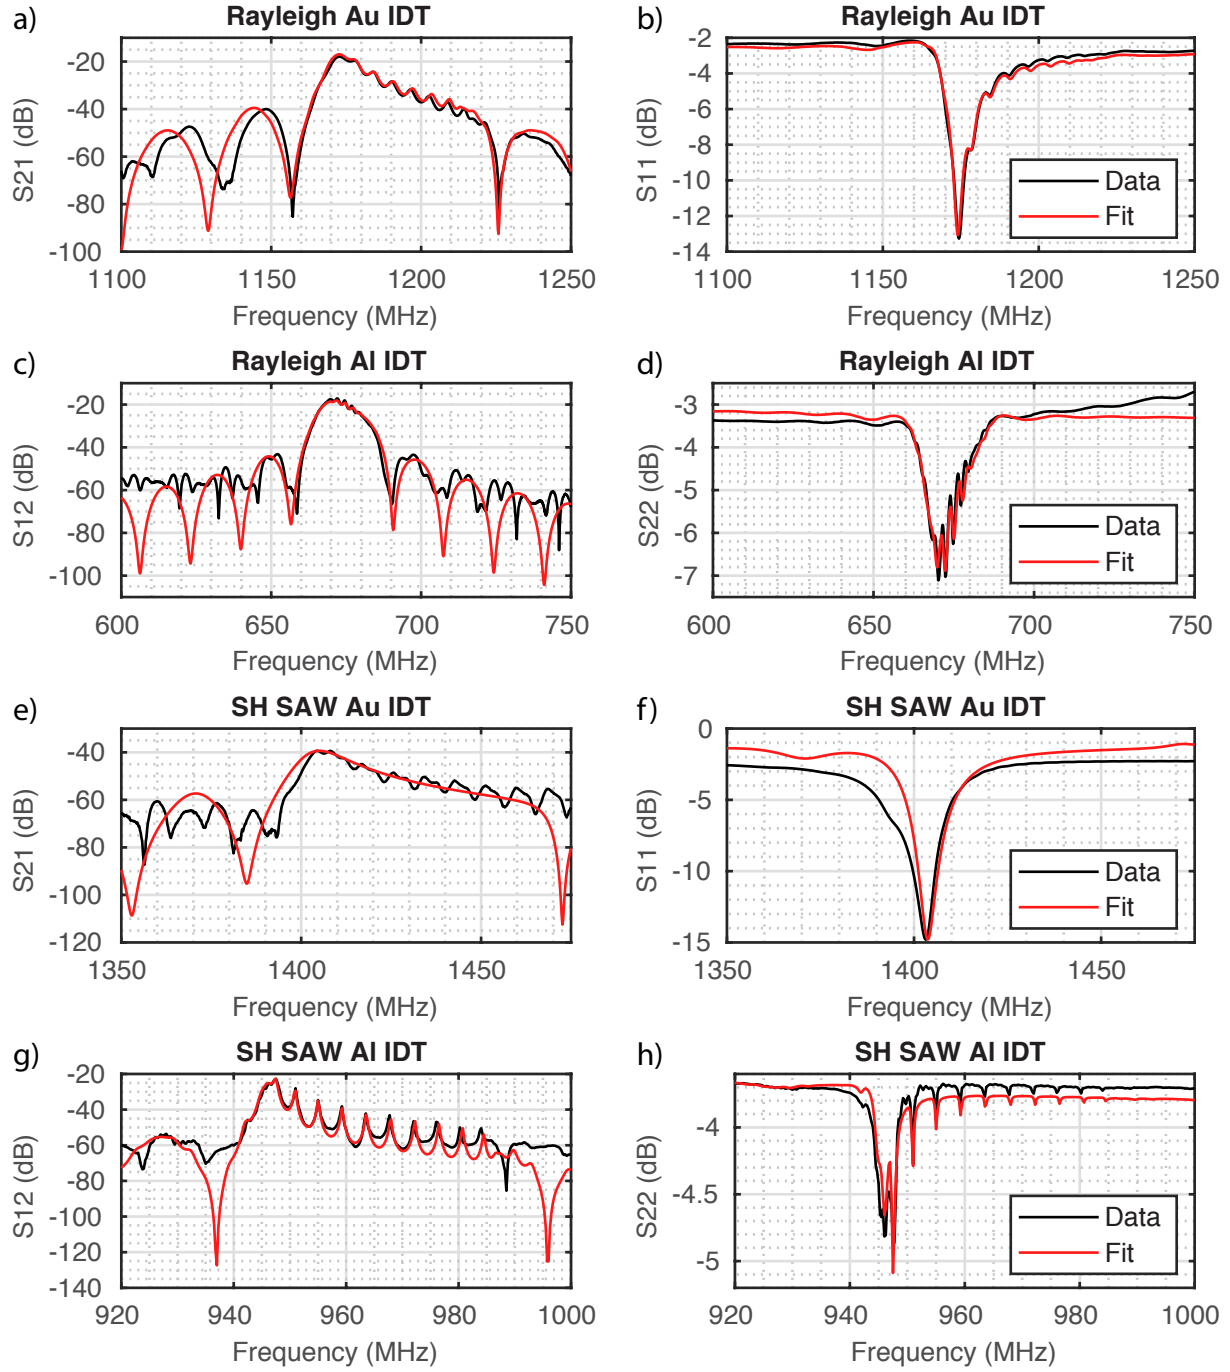 a)
Rayleigh Au IDT
-20
-40
-60
-80
-100
S21 (dB)
1100
1150
1200
1250
Frequency (MHz)
b)
Rayleigh Au IDT
-2
-4
-6
-8
-10
-12
-14
S11 (dB)
Data
Fit
1100
1150
1200
1250
Frequency (MHz)
c)
Rayleigh Al IDT
-20
-40
-60
-80
-100
S12 (dB)
600
650
700
750
Frequency (MHz)
d)
Rayleigh Al IDT
-3
-4
-5
-6
-7
S22 (dB)
Data
Fit
600
650
700
750
Frequency (MHz)
e)
SH SAW Au IDT
-40
-60
-80
-100
-120
S21 (dB)
1350
1400
1450
Frequency (MHz)
f)
SH SAW Au IDT
0
-5
-10
-15
S11 (dB)
Data
Fit
1350
1400
1450
Frequency (MHz)
g)
SH SAW Al IDT
-20
-40
-60
-80
-100
-120
-140
S12 (dB)
920
940
960
980
1000
Frequency (MHz)
h)
SH SAW Al IDT
-4
-4.5
-5
S22 (dB)
Data
Fit
920
940
960
980
1000
Frequency (MHz)